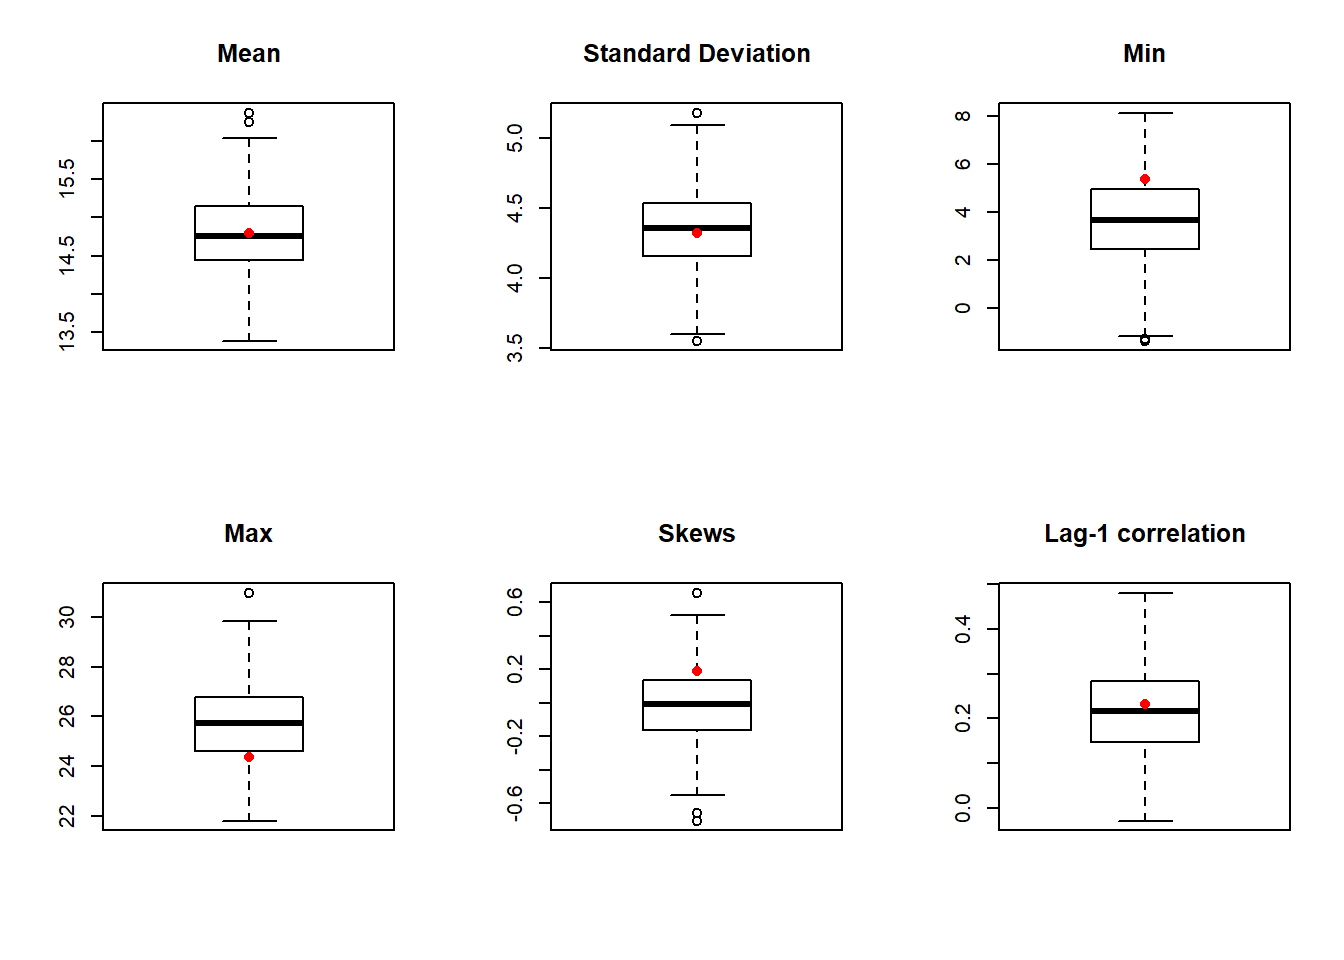 Mean
Standard Deviation
Min
13.5 14.5 15.5
3.5 4.0 4.5 5.0
0 2 4 6 8
Max
Skews
Lag-1 correlation
22 24 26 28 30
-0.6 -0.2 0.2 0.6
0.0 0.2 0.4